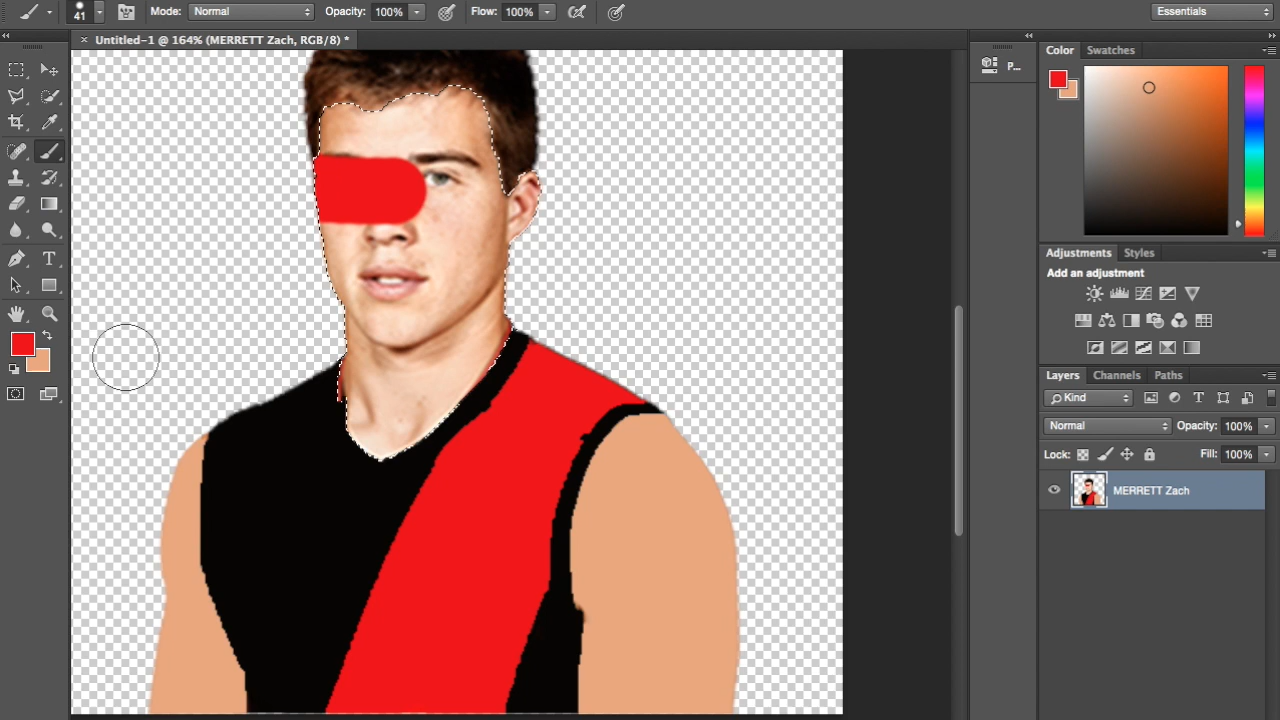 41 Mode: Normal Opacity: 100% Flow: 100% Essentials
× Untitled-1 @ 164% (MERRETT Zach, RGB/8) *
Color Swatches
P...
Adjustments Styles
Add an adjustment
Layers Channels Paths
Kind T
Normal Opacity: 100%
Lock: Fill: 100%
MERRETT Zach
T